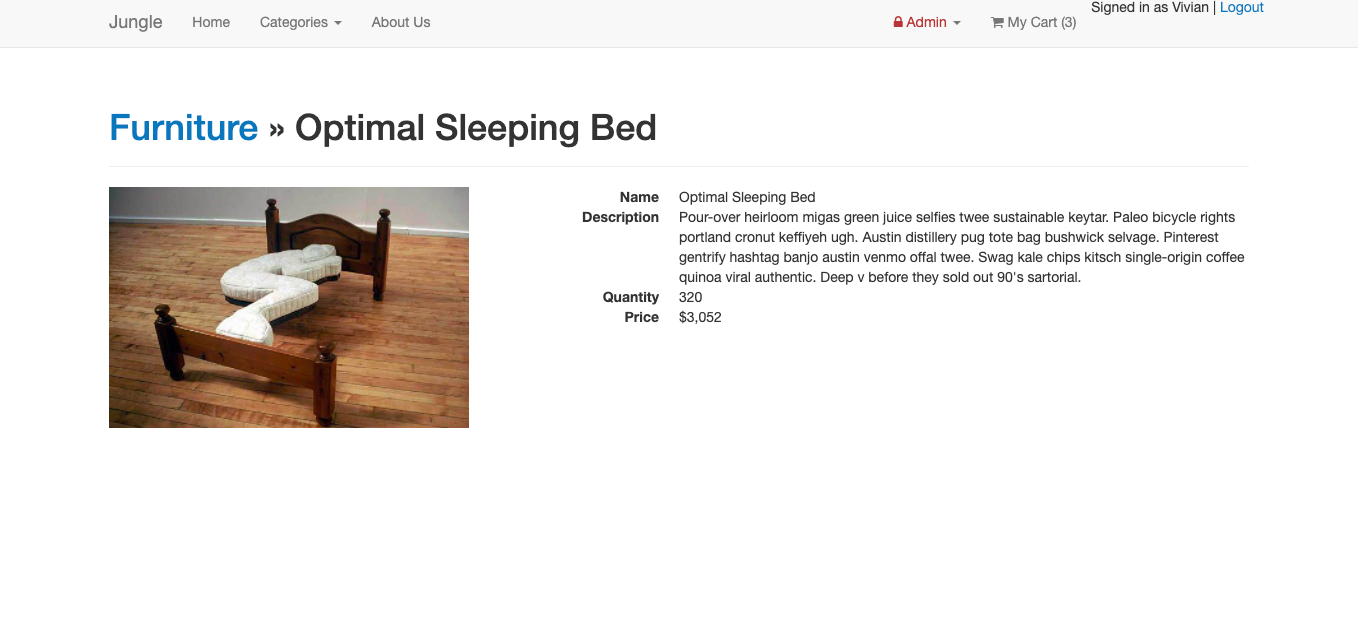 Signed in as Vivian | Logout
Jungle Home Categories About Us Admin My Cart (3)
Furniture » Optimal Sleeping Bed
Name Optimal Sleeping Bed
Description Pour-over heirloom migas green juice selfies twee sustainable keytar. Paleo bicycle rights
portland cronut keffiyeh ugh. Austin distillery pug tote bag bushwick selvage. Pinterest
gentrify hashtag banjo austin venmo offal twee. Swag kale chips kitsch single-origin coffee
quinoa viral authentic. Deep v before they sold out 90's sartorial.
Quantity 320
Price $3,052